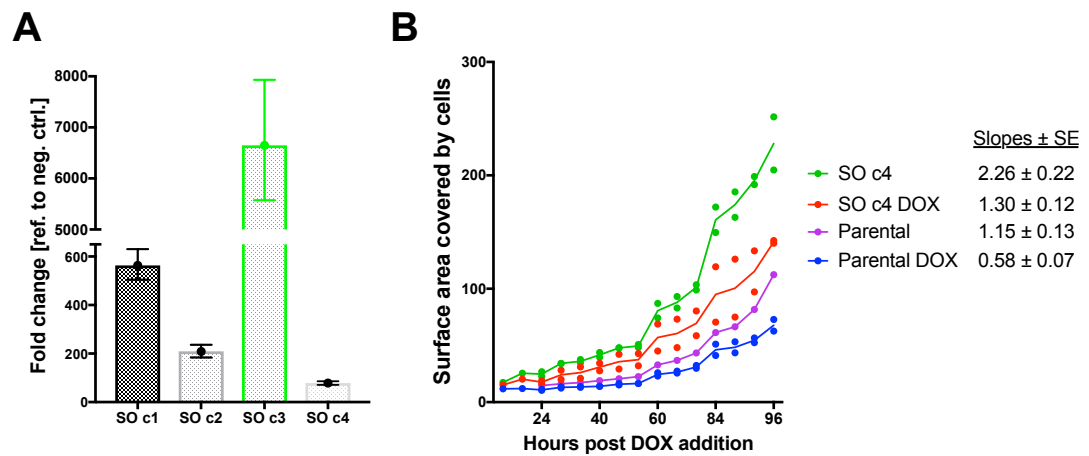 A
Fold change [ref. to neg. ctrl.]
8000
7000
6000
5000
600
400
200
0
SO c1
SO c2
SO c3
SO c4
B
Surface area covered by cells
300
200
100
0
24
40
60
84
96
Hours post DOX addition
Slopes ± SE
SO c4 2.26 ± 0.22
SO c4 DOX 1.30 ± 0.12
Parental 1.15 ± 0.13
Parental DOX 0.58 ± 0.07